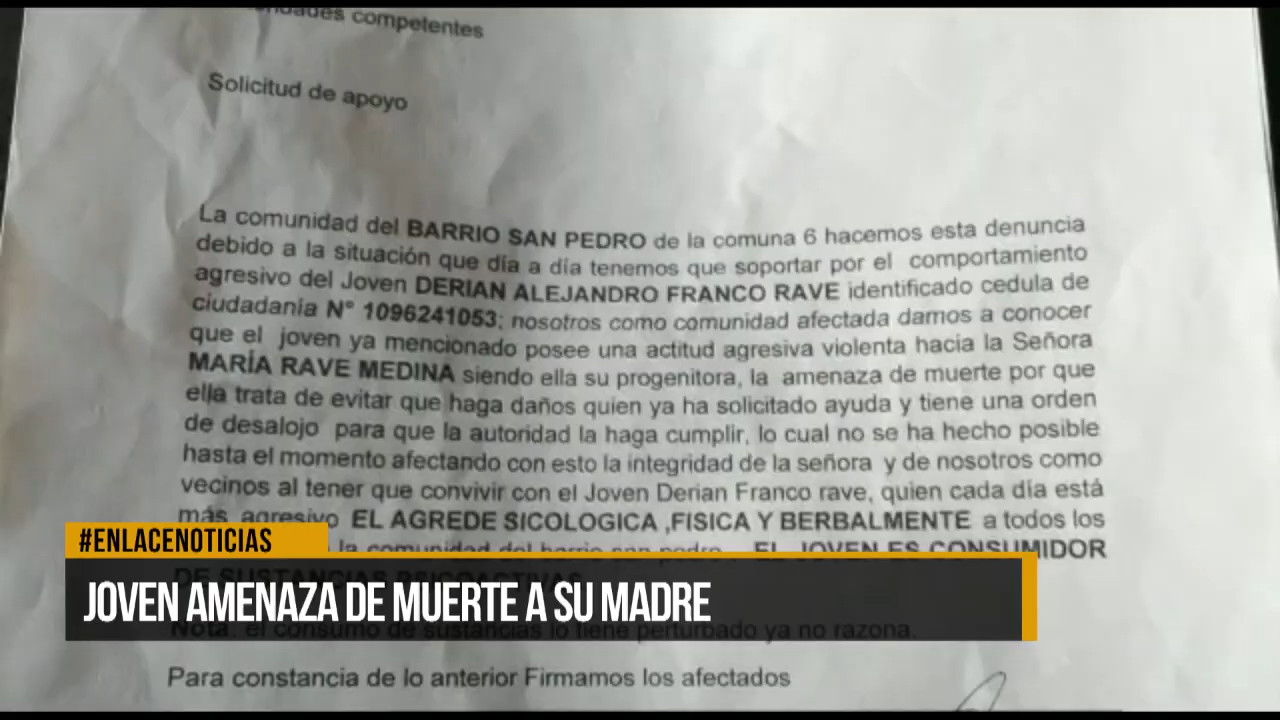 competentes
Solicitud de apoyo
La comunidad del BARRIO SAN PEDRO de la comuna 6 hacemos esta denuncia
debido a la situación que día a día tenemos que soportar por el comportamiento
agresivo del Joven DERIAN ALEJANDRO FRANCO RAVE identificado cedula de
ciudadanía N° 1096241053; nosotros como comunidad afectada damos a conocer
que el joven ya mencionado posee una actitud agresiva violenta hacia la Señora
MARÍA RAVE MEDINA siendo ella su progenitora, la amenaza de muerte por que
ella trata de evitar que haga daños quien ya ha solicitado ayuda y tiene una orden
de desalojo para que la autoridad la haga cumplir, lo cual no se ha hecho posible
hasta el momento afectando con esto la integridad de la señora y de nosotros como
vecinos al tener que convivir con el Joven Derian Franco rave, quien cada día está
más agresivo EL AGREDE SICOLOGICA ,FISICA Y BERBALMENTE a todos los
la comunidad del barrio san pedro. EL JOVEN ES CONSUMIDOR
DE SUSTANCIAS PSICOACTIVAS
#ENLACENOTICIAS
JOVEN AMENAZA DE MUERTE A SU MADRE
Nota: el consumo de sustancias lo tiene perturbado ya no razona.
Para constancia de lo anterior Firmamos los afectados